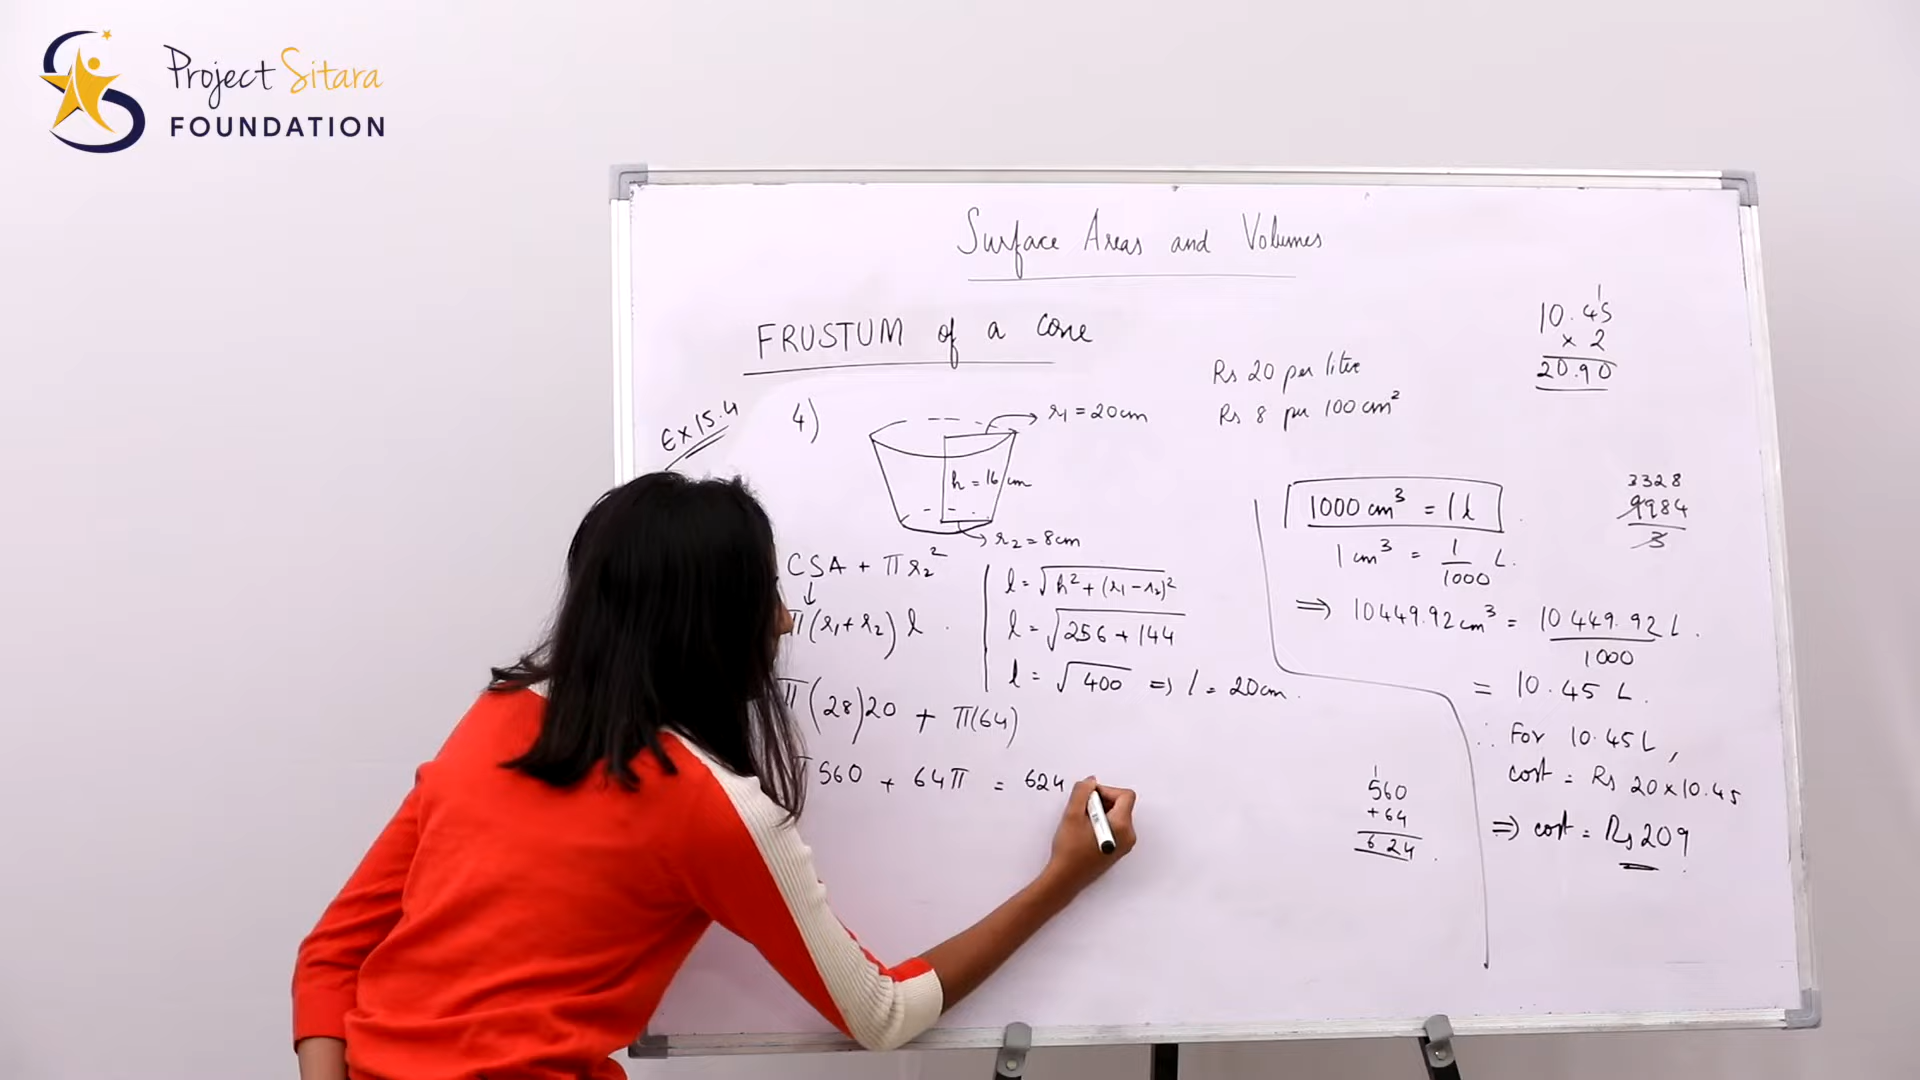 Project Sitara
FOUNDATION
Surface Areas and Volumes
FRUSTUM of a cone
Ex 15.4
4)
r₁ = 20cm
h = 16 cm
r₂ = 8cm
Rs 20 per litre
Rs 8 per 100 cm²
10.45
× 2
20.90
CSA + πr₂²
π(r₁+r₂) l
π(28)20 + π(64)
π560 + 64π = 624
l = √h² + (r₁-r₂)²
l = √256 + 144
l = √400 ⇒ l = 20cm.
1000 cm³ = 1 l
1 cm³ = 1/1000 L.
⇒ 10449.92 cm³ = 10449.92/1000 L.
= 10.45 L.
∴ For 10.45L,
cost = Rs 20×10.45
⇒ cost = Rs 209
3328
9984
3
1
560
+64
624